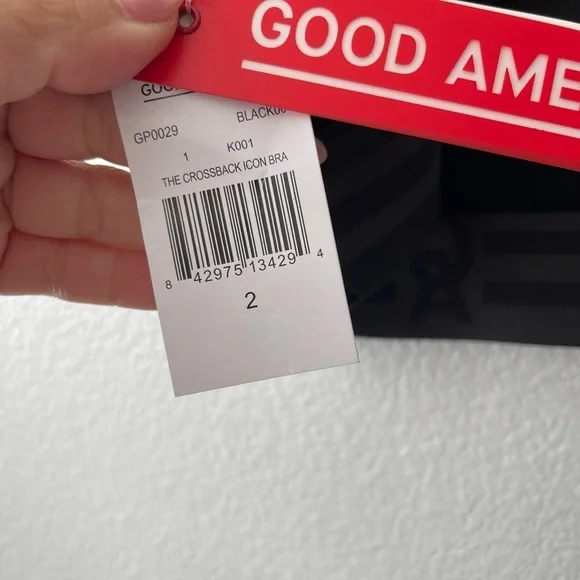 GOOD AME
GP0029 BLACK00
1 K001
THE CROSSBACK ICON BRA
8 42975 13429 4
2